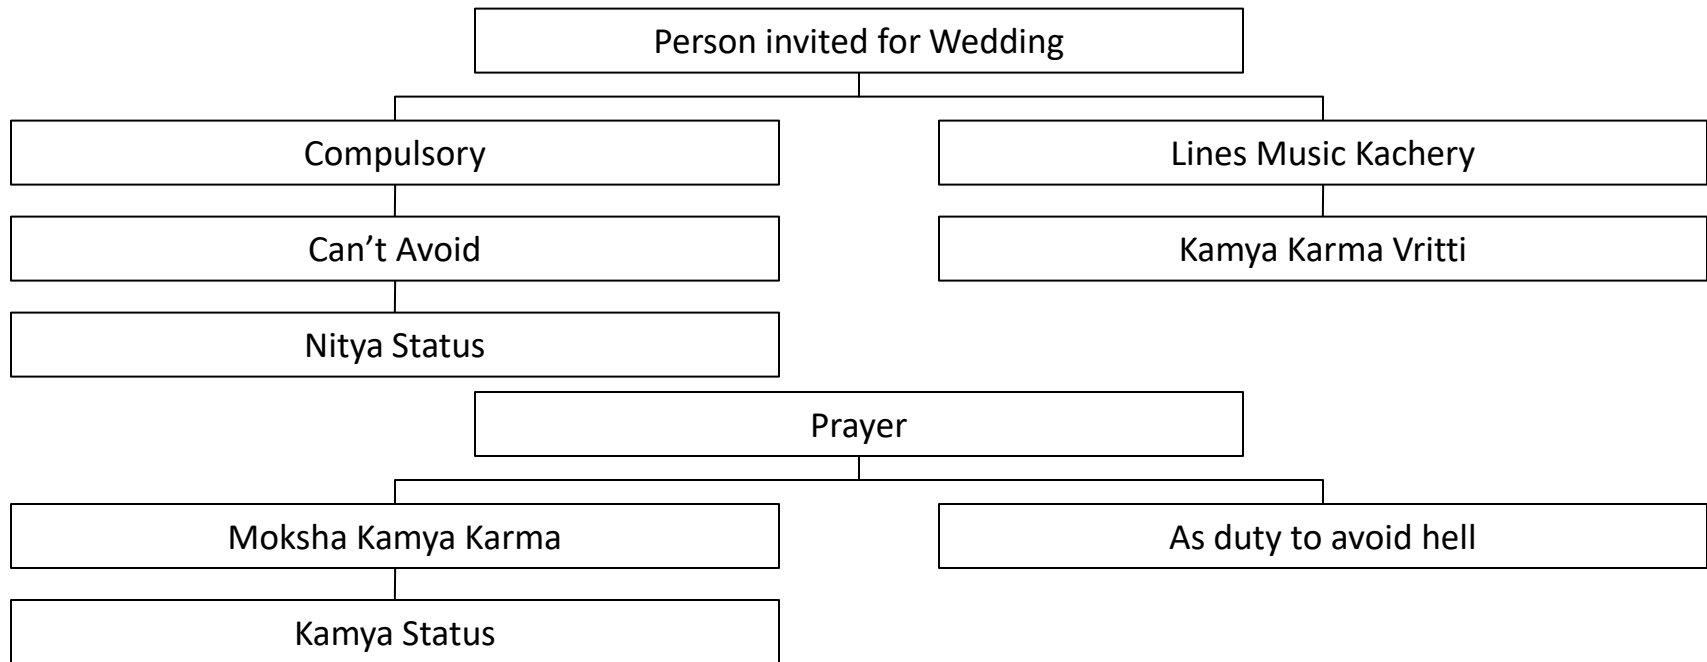 Person invited for Wedding
Compulsory
Lines Music Kachery
Can’t Avoid
Kamya Karma Vritti
Nitya Status
Prayer
Moksha Kamya Karma
As duty to avoid hell
Kamya Status